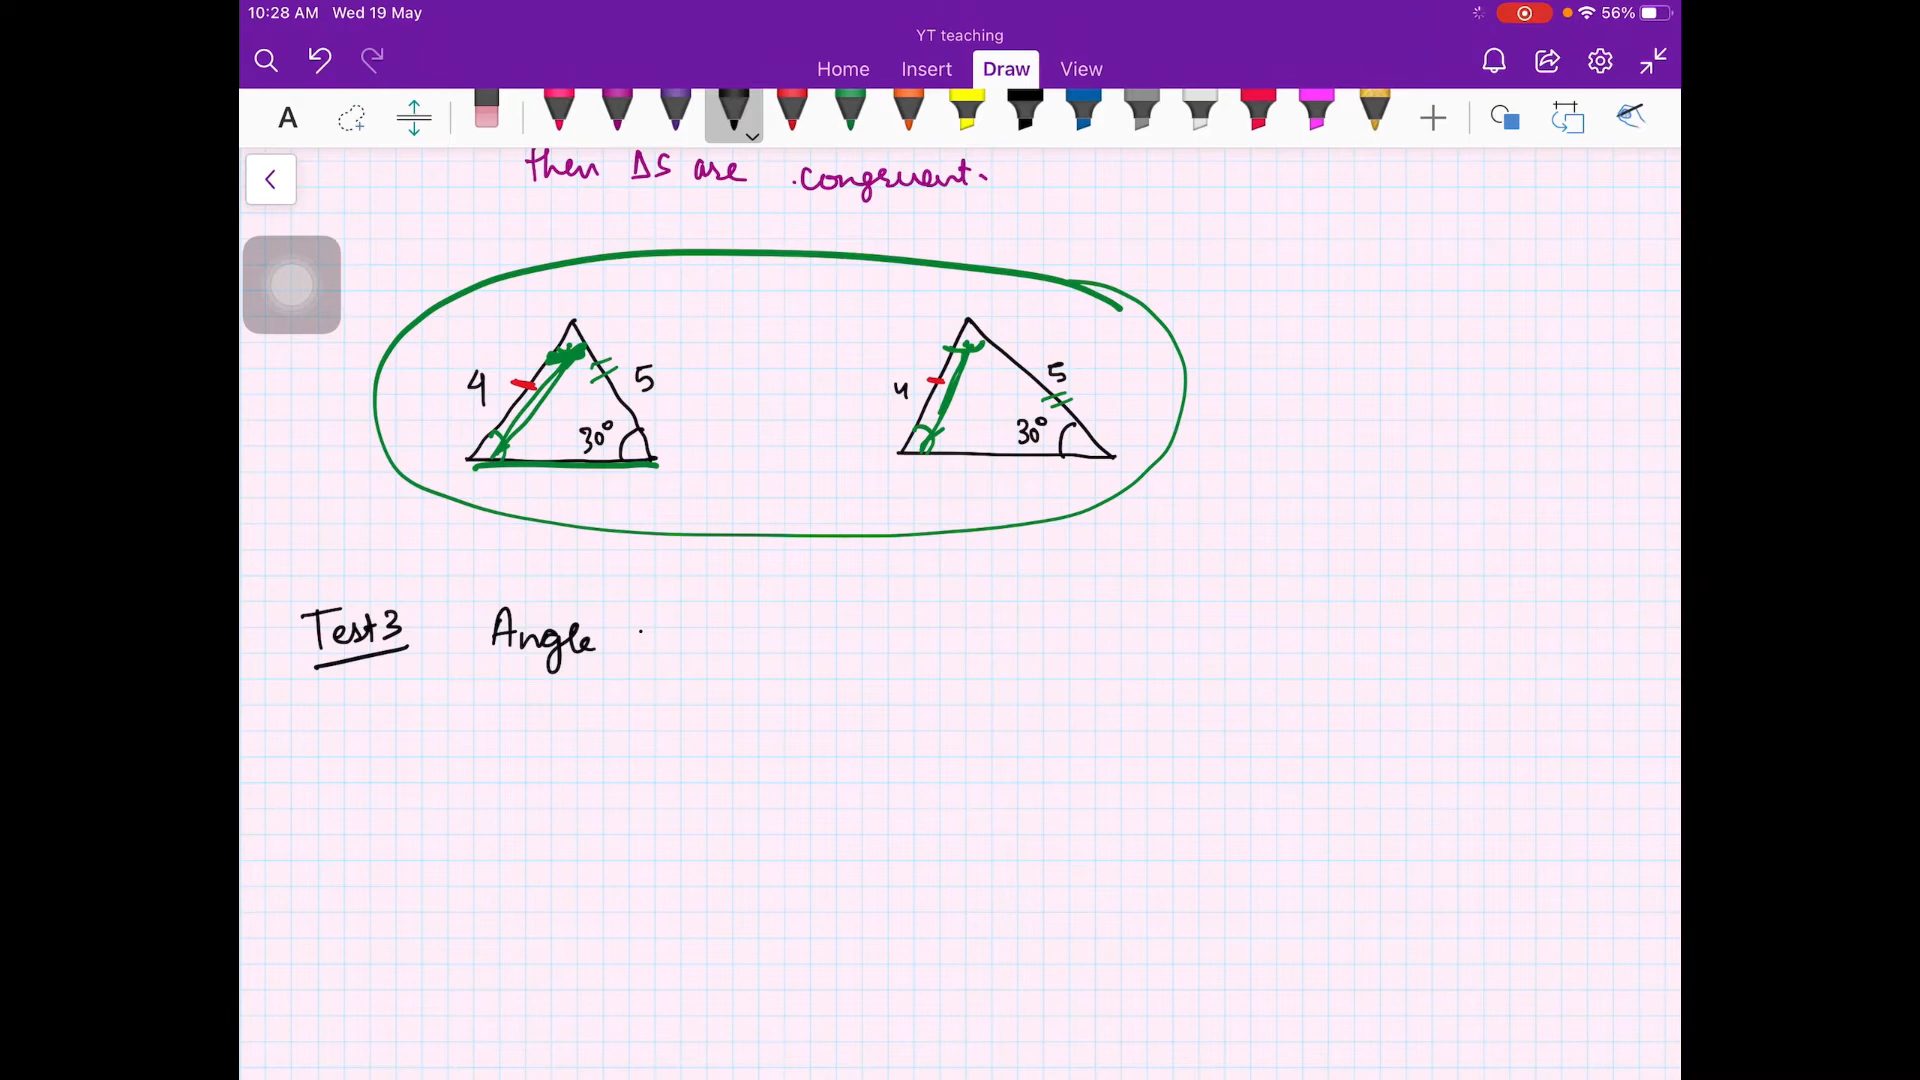 10:28 AM Wed 19 May
56%
YT teaching
Home Insert Draw View
A
then Δs are congruent.
4 5 4 5
30° 30°
Test 3 Angle